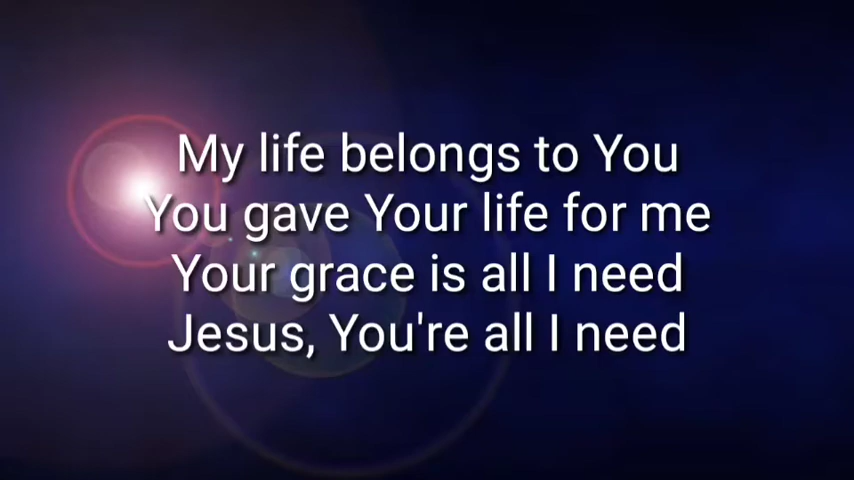 My life belongs to You
You gave Your life for me
Your grace is all I need
Jesus, You're all I need